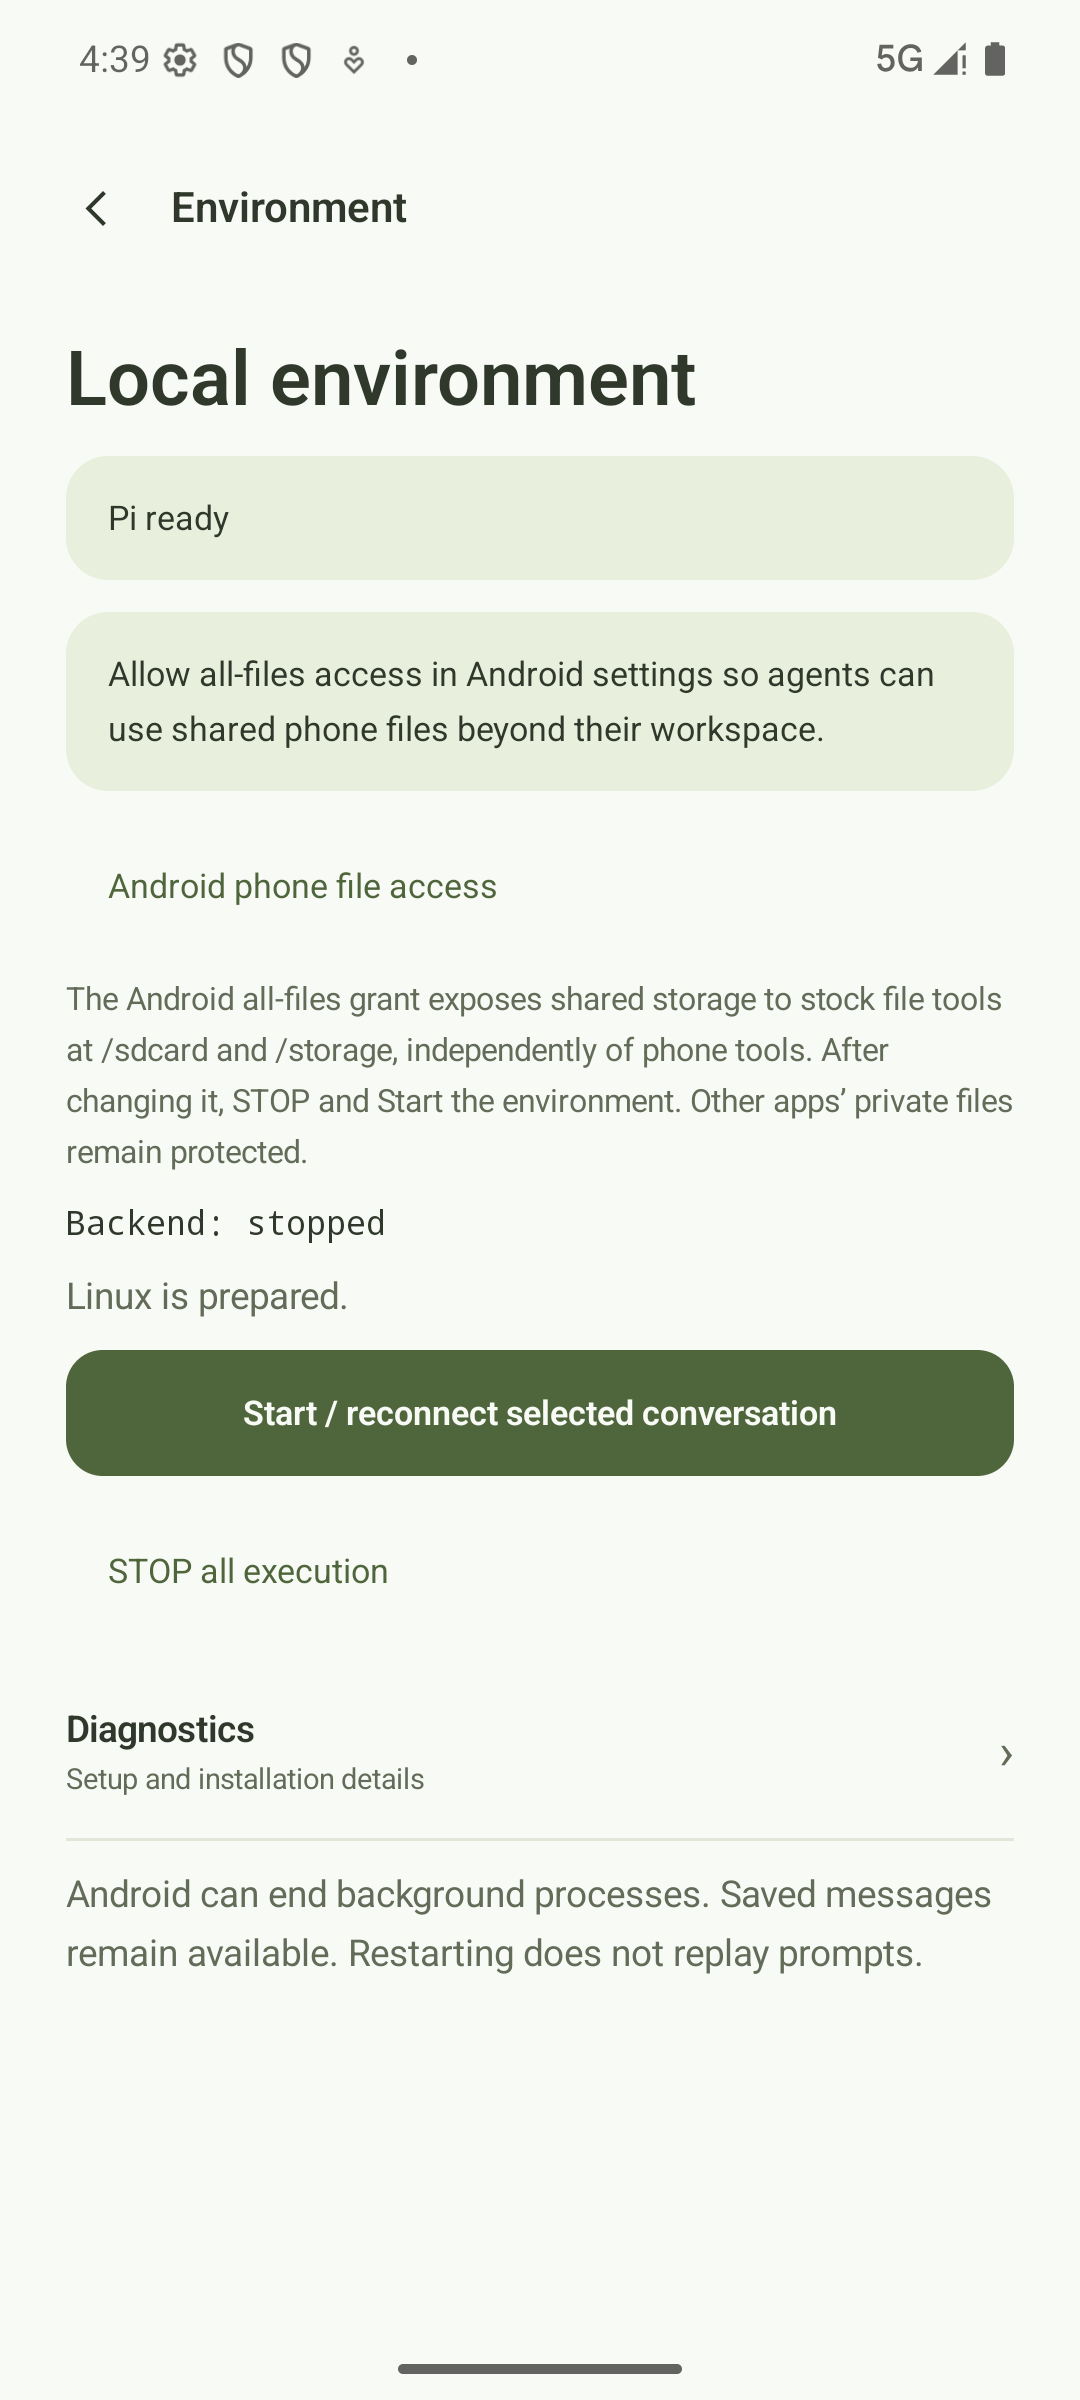 4:39
5G
Environment
Local environment
Pi ready
Allow all-files access in Android settings so agents can
use shared phone files beyond their workspace.
Android phone file access
The Android all-files grant exposes shared storage to stock file tools
at /sdcard and /storage, independently of phone tools. After
changing it, STOP and Start the environment. Other apps’ private files
remain protected.
Backend: stopped
Linux is prepared.
Start / reconnect selected conversation
STOP all execution
Diagnostics
Setup and installation details
Android can end background processes. Saved messages
remain available. Restarting does not replay prompts.